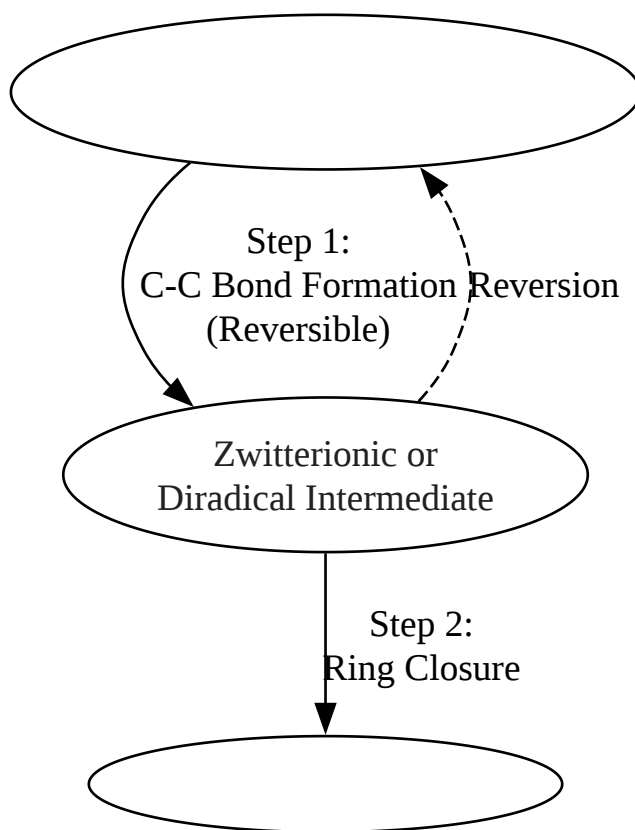 Step 1:
C-C Bond Formation
(Reversible)
Reversion
Zwitterionic or
Diradical Intermediate
Step 2:
Ring Closure